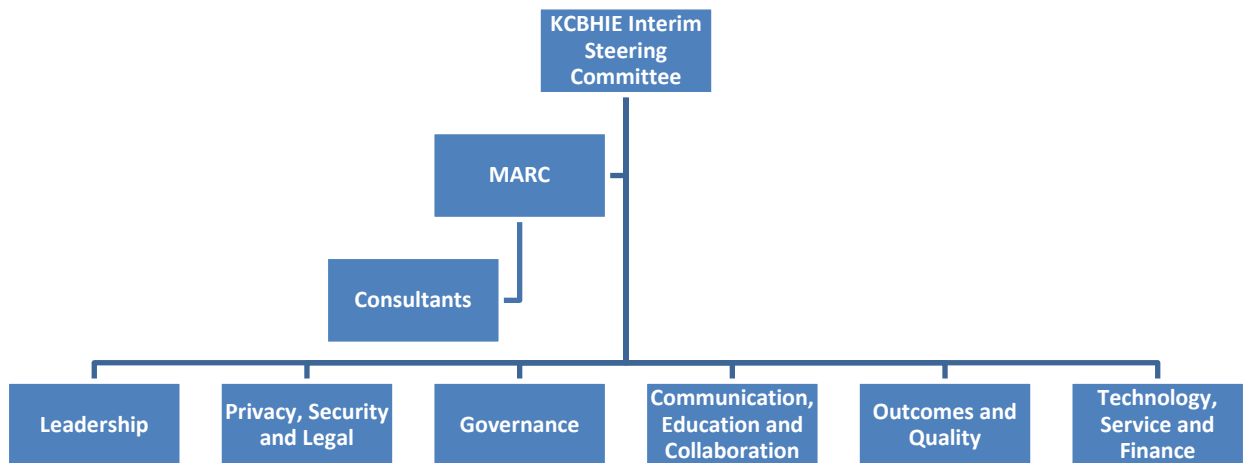 KCBHIE Interim
Steering
Committee
MARC
Consultants
Leadership
Privacy, Security
and Legal
Governance
Communication,
Education and
Collaboration
Outcomes and
Quality
Technology,
Service and
Finance